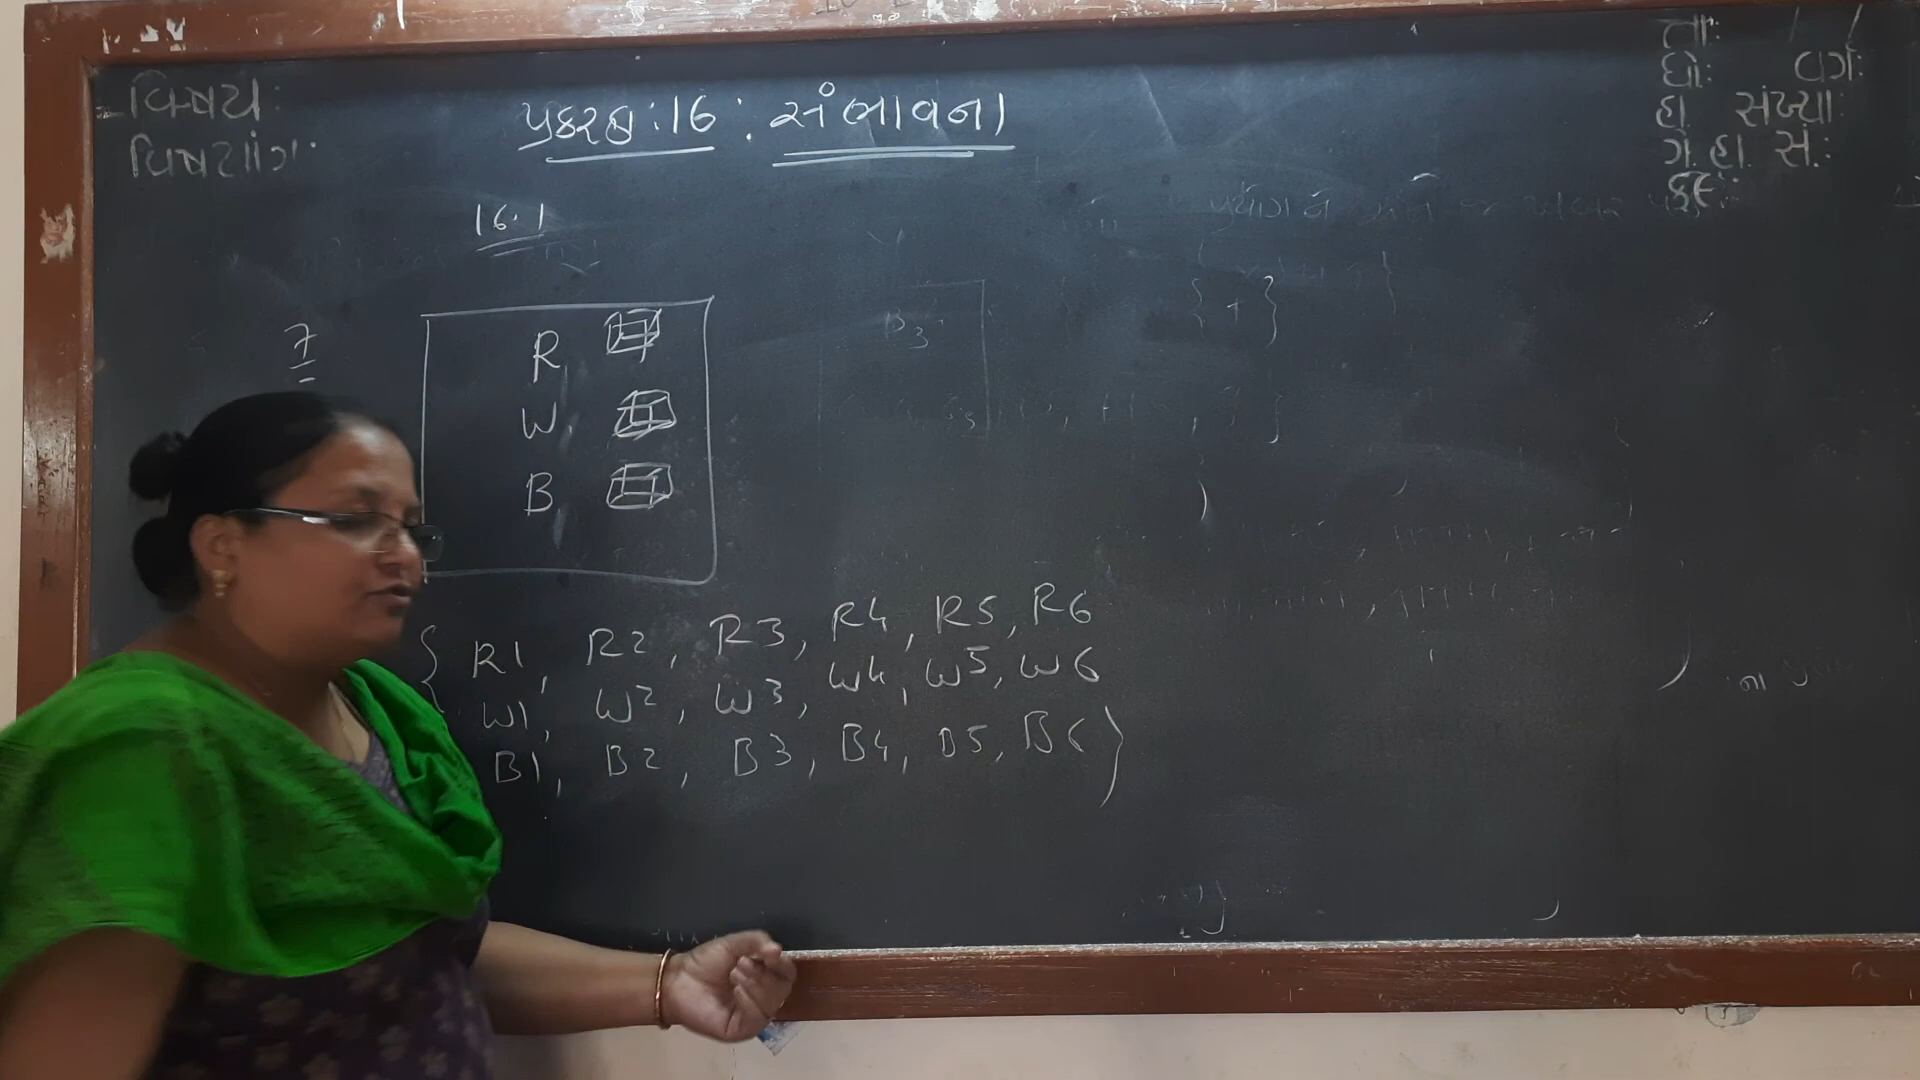 વિષય:
વિષયાંગ:
પ્રકરણ :16 : સંભાવના
તા: / /
ધો: વર્ગ:
હા સંખ્યા:
ગે. હા. સં.:
16.1
7
R
W
B
{ R1, R2, R3, R4, R5, R6
W1, W2, W3, W4, W5, W6
B1, B2, B3, B4, B5, B6 }